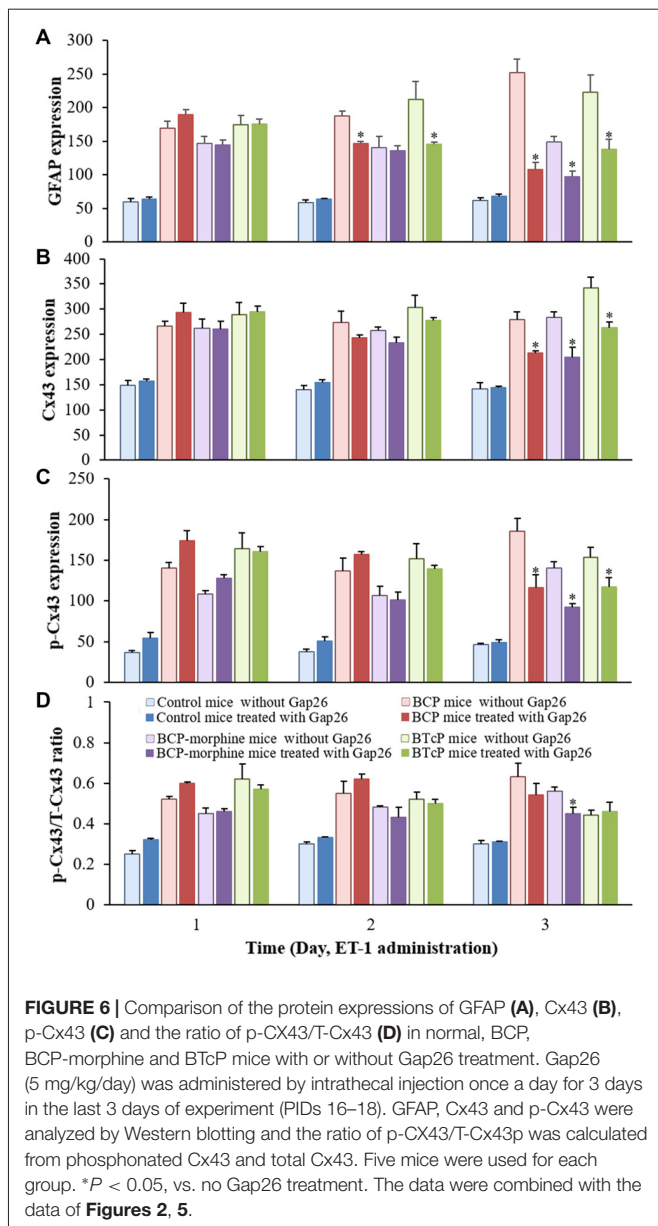 A
300
250
200
150
100
50
0
GFAP expression
*
*
*
*
*
B
400
350
300
250
200
150
100
50
0
Cx43 expression
*
*
*
C
200
150
100
50
0
p-Cx43 expression
*
*
*
D
1
0.8
0.6
0.4
0.2
0
p-Cx43/T-Cx43 ratio
Control mice without Gap26
Control mice treated with Gap26
BCP-morphine mice without Gap26
BCP-morphine mice treated with Gap26
BCP mice without Gap26
BCP mice treated with Gap26
BTcP mice without Gap26
BTcP mice treated with Gap26
*
1 2 3
Time (Day, ET-1 administration)
FIGURE 6 | Comparison of the protein expressions of GFAP (A), Cx43 (B),
p-Cx43 (C) and the ratio of p-CX43/T-Cx43 (D) in normal, BCP,
BCP-morphine and BTcP mice with or without Gap26 treatment. Gap26
(5 mg/kg/day) was administered by intrathecal injection once a day for 3 days
in the last 3 days of experiment (PIDs 16–18). GFAP, Cx43 and p-Cx43 were
analyzed by Western blotting and the ratio of p-CX43/T-Cx43p was calculated
from phosphonated Cx43 and total Cx43. Five mice were used for each
group. *P < 0.05, vs. no Gap26 treatment. The data were combined with the
data of Figures 2, 5.